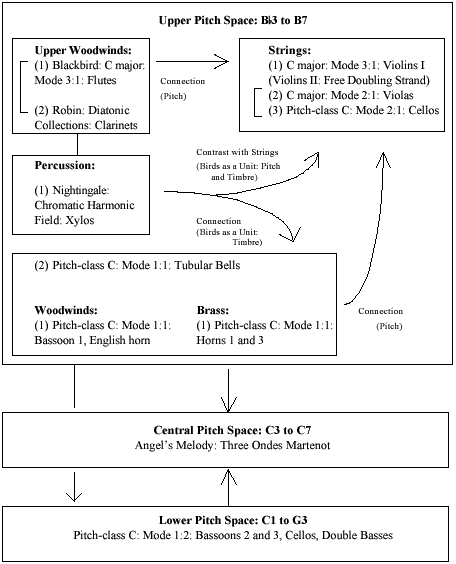 Upper Pitch Space: B♭3 to B7
Upper Woodwinds:
(1) Blackbird: C major:
Mode 3:1: Flutes
(2) Robin: Diatonic
Collections: Clarinets
Connection
(Pitch)
Strings:
(1) C major: Mode 3:1: Violins I
(Violins II: Free Doubling Strand)
(2) C major: Mode 2:1: Violas
(3) Pitch-class C: Mode 2:1: Cellos
Percussion:
(1) Nightingale:
Chromatic Harmonic
Field: Xylos
Contrast with Strings
(Birds as a Unit: Pitch
and Timbre)
Connection
(Birds as a Unit:
Timbre)
(2) Pitch-class C: Mode 1:1: Tubular Bells
Woodwinds:
(1) Pitch-class C: Mode 1:1:
Bassoon 1, English horn
Brass:
(1) Pitch-class C: Mode 1:1:
Horns 1 and 3
Connection
(Pitch)
Central Pitch Space: C3 to C7
Angel's Melody: Three Ondes Martenot
Lower Pitch Space: C1 to G3
Pitch-class C: Mode 1:2: Bassoons 2 and 3, Cellos, Double Basses